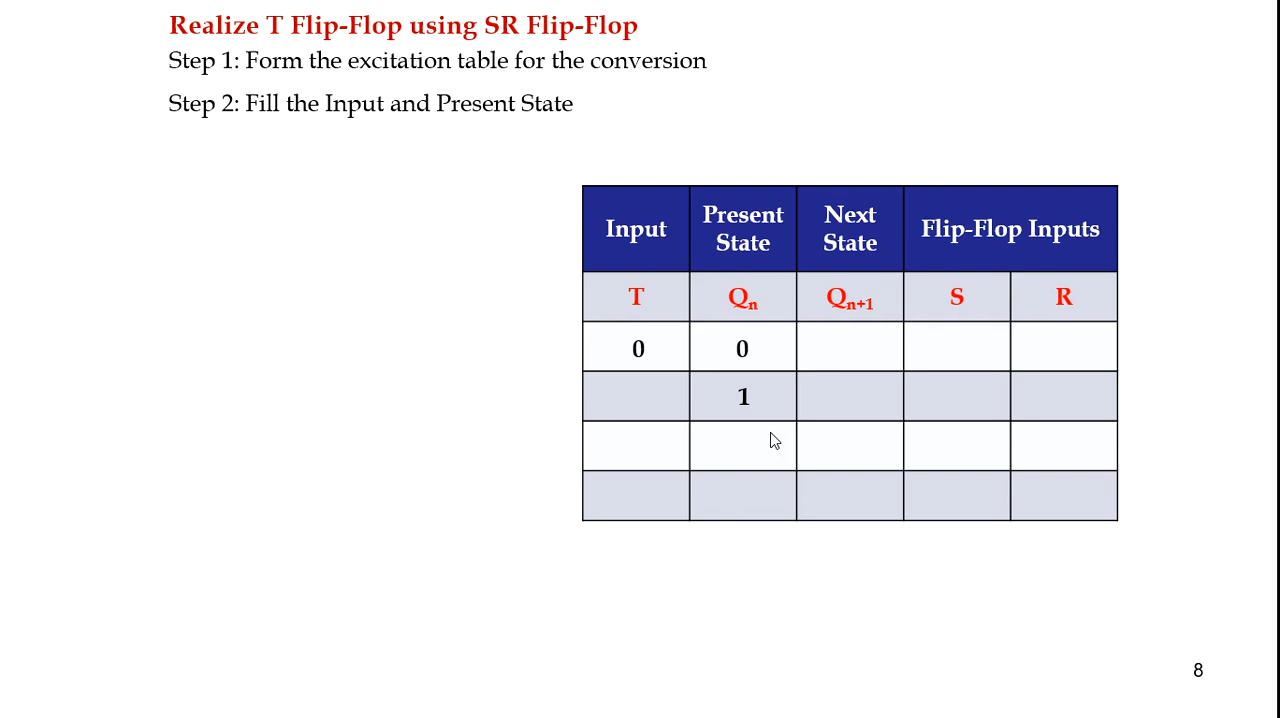 Realize T Flip-Flop using SR Flip-Flop
Step 1: Form the excitation table for the conversion
Step 2: Fill the Input and Present State
Input Present State Next State Flip-Flop Inputs
T Qn Qn+1 S R
0 0
1
8